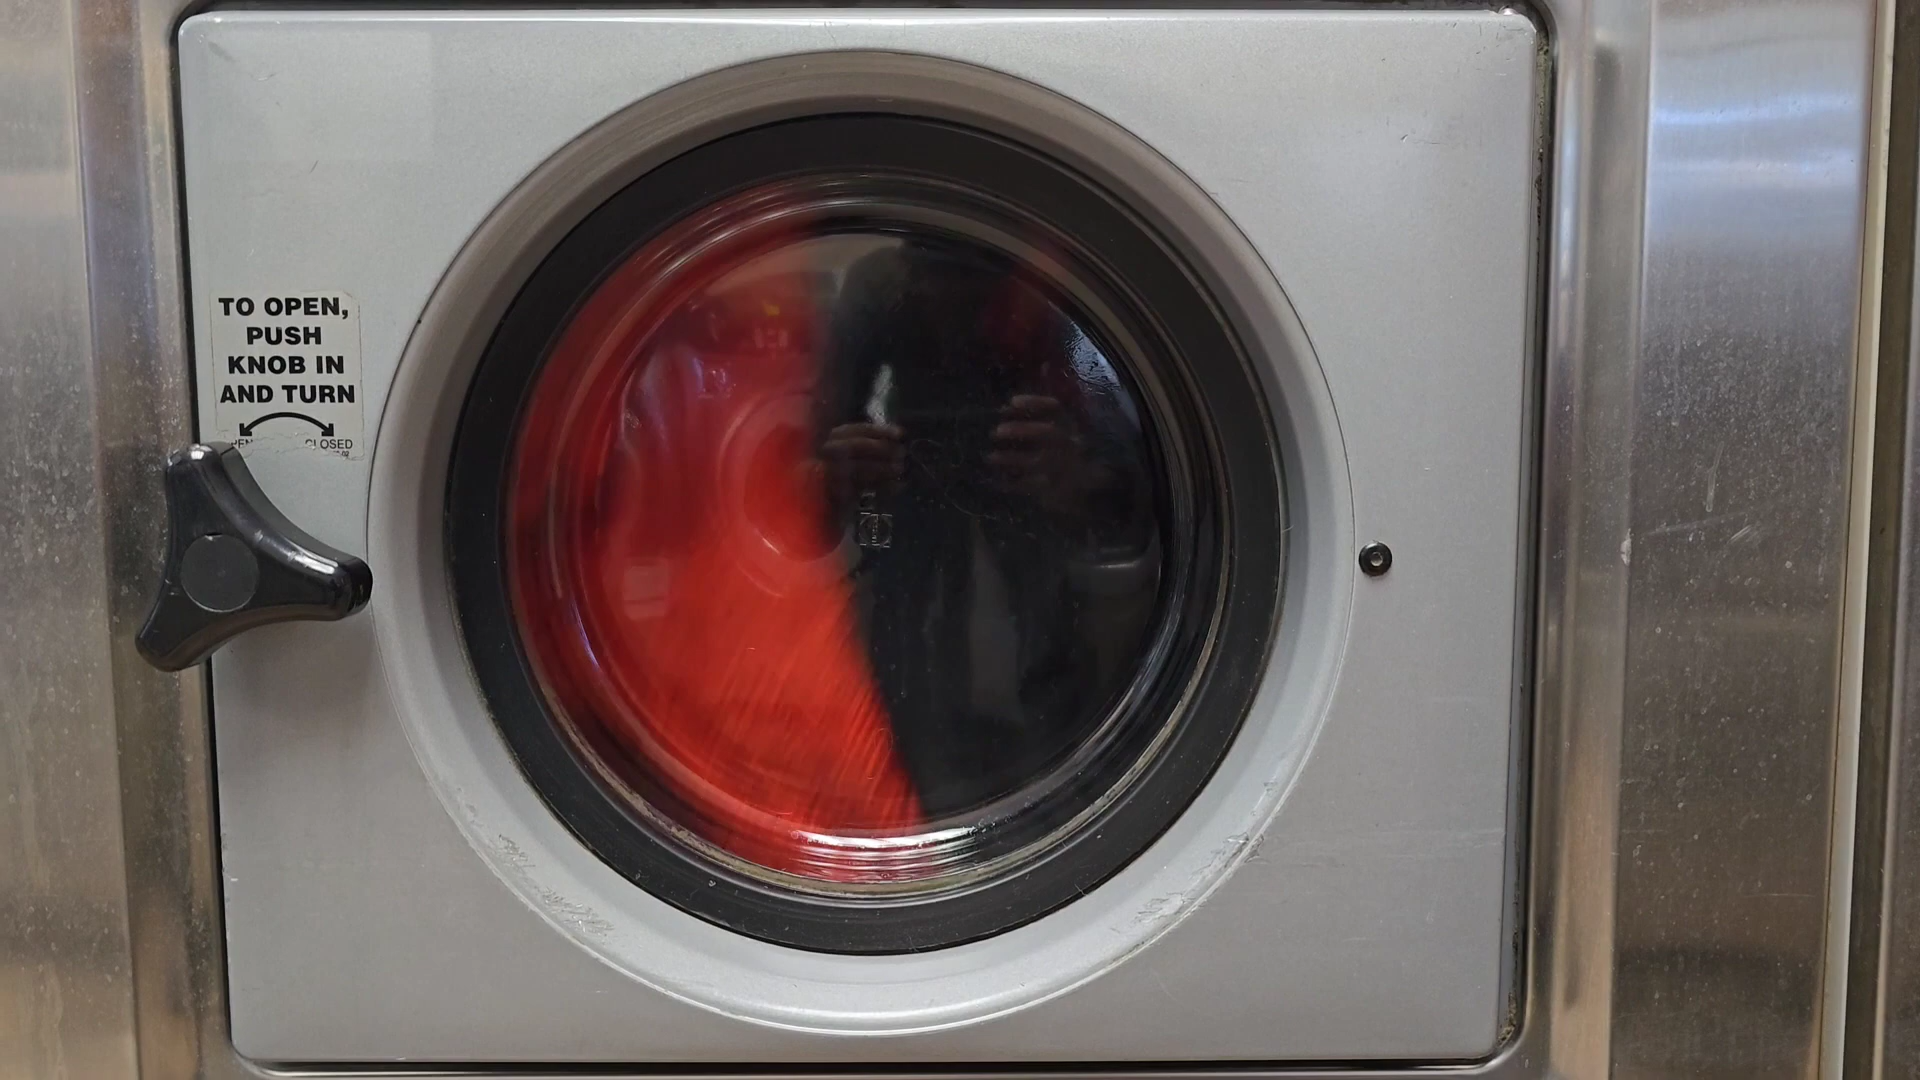 TO OPEN,
PUSH
KNOB IN
AND TURN
CLOSED